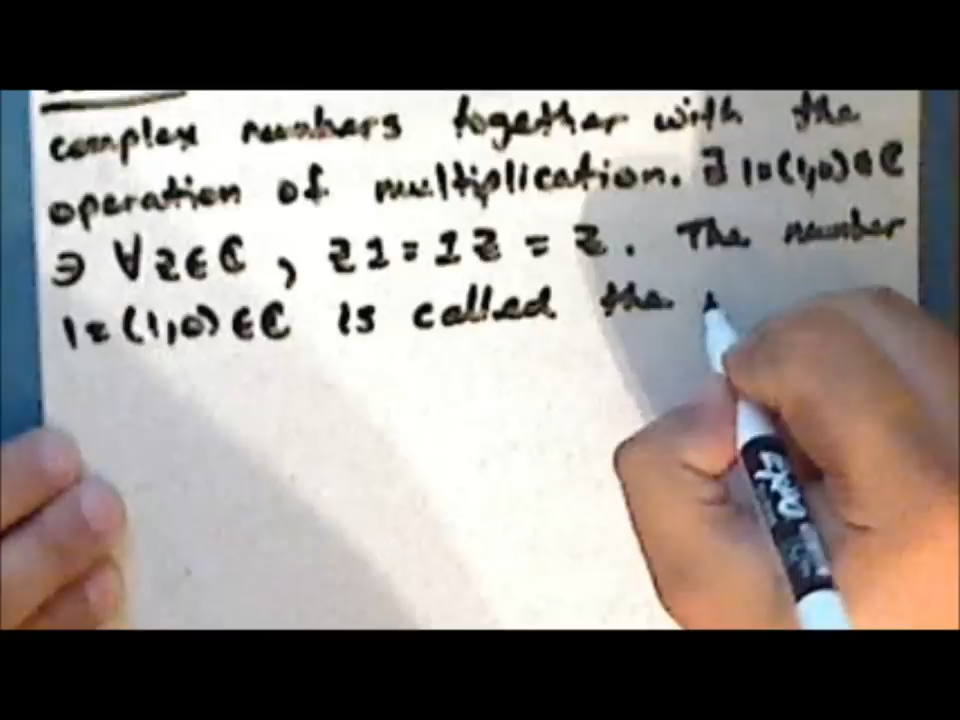 complex numbers together with the
operation of multiplication. ∃ 1=(1,0)∈ℂ
∋ ∀z∈ℂ, z1=1z=z. The number
1=(1,0)∈ℂ is called the
EXPO